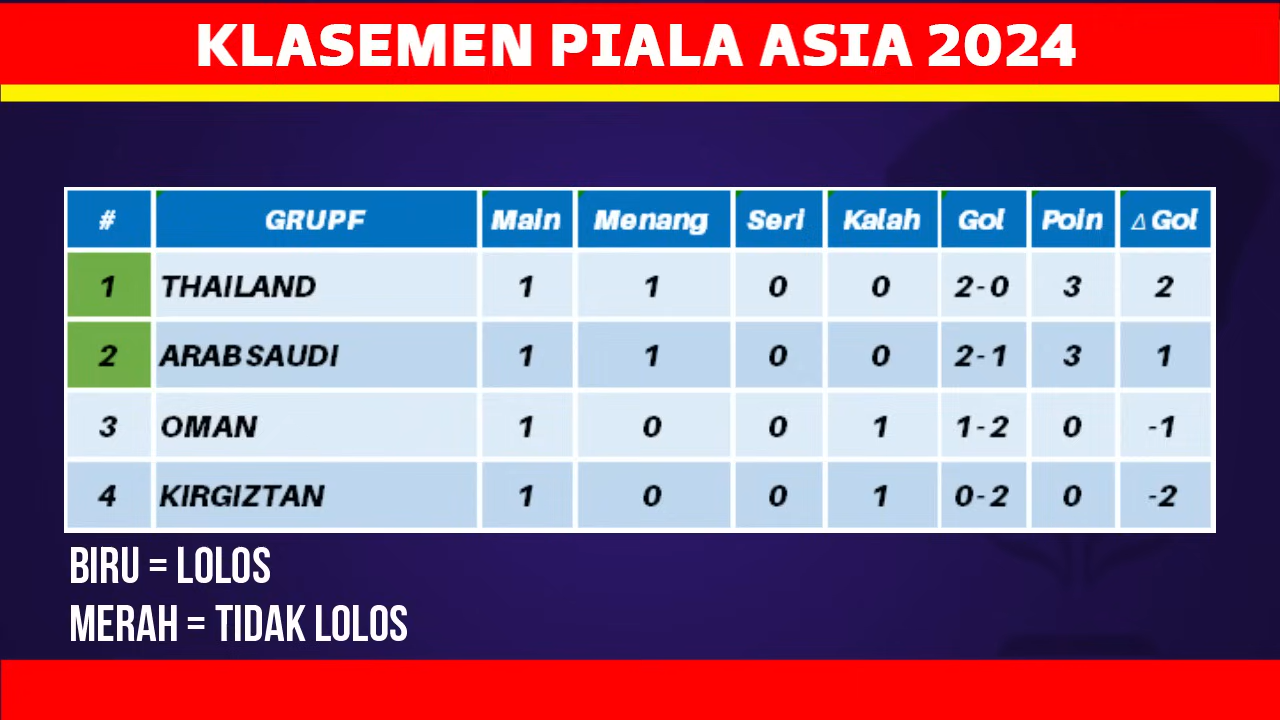 KLASEMEN PIALA ASIA 2024
# GRUP F Main Menang Seri Kalah Gol Poin △ Gol
1 THAILAND 1 1 0 0 2-0 3 2
2 ARAB SAUDI 1 1 0 0 2-1 3 1
3 OMAN 1 0 0 1 1-2 0 -1
4 KIRGIZTAN 1 0 0 1 0-2 0 -2
BIRU = LOLOS
MERAH = TIDAK LOLOS